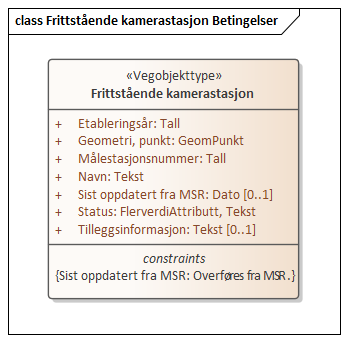 class Frittstående kamerastasjon Betingelser
«Vegobjekttype»
Frittstående kamerastasjon
+ Etableringsår: Tall
+ Geometri, punkt: GeomPunkt
+ Målestasjonsnummer: Tall
+ Navn: Tekst
+ Sist oppdatert fra MSR: Dato [0..1]
+ Status: FlerverdiAttributt, Tekst
+ Tilleggsinformasjon: Tekst [0..1]
constraints
{Sist oppdatert fra MSR: Overføres fra MSR.}